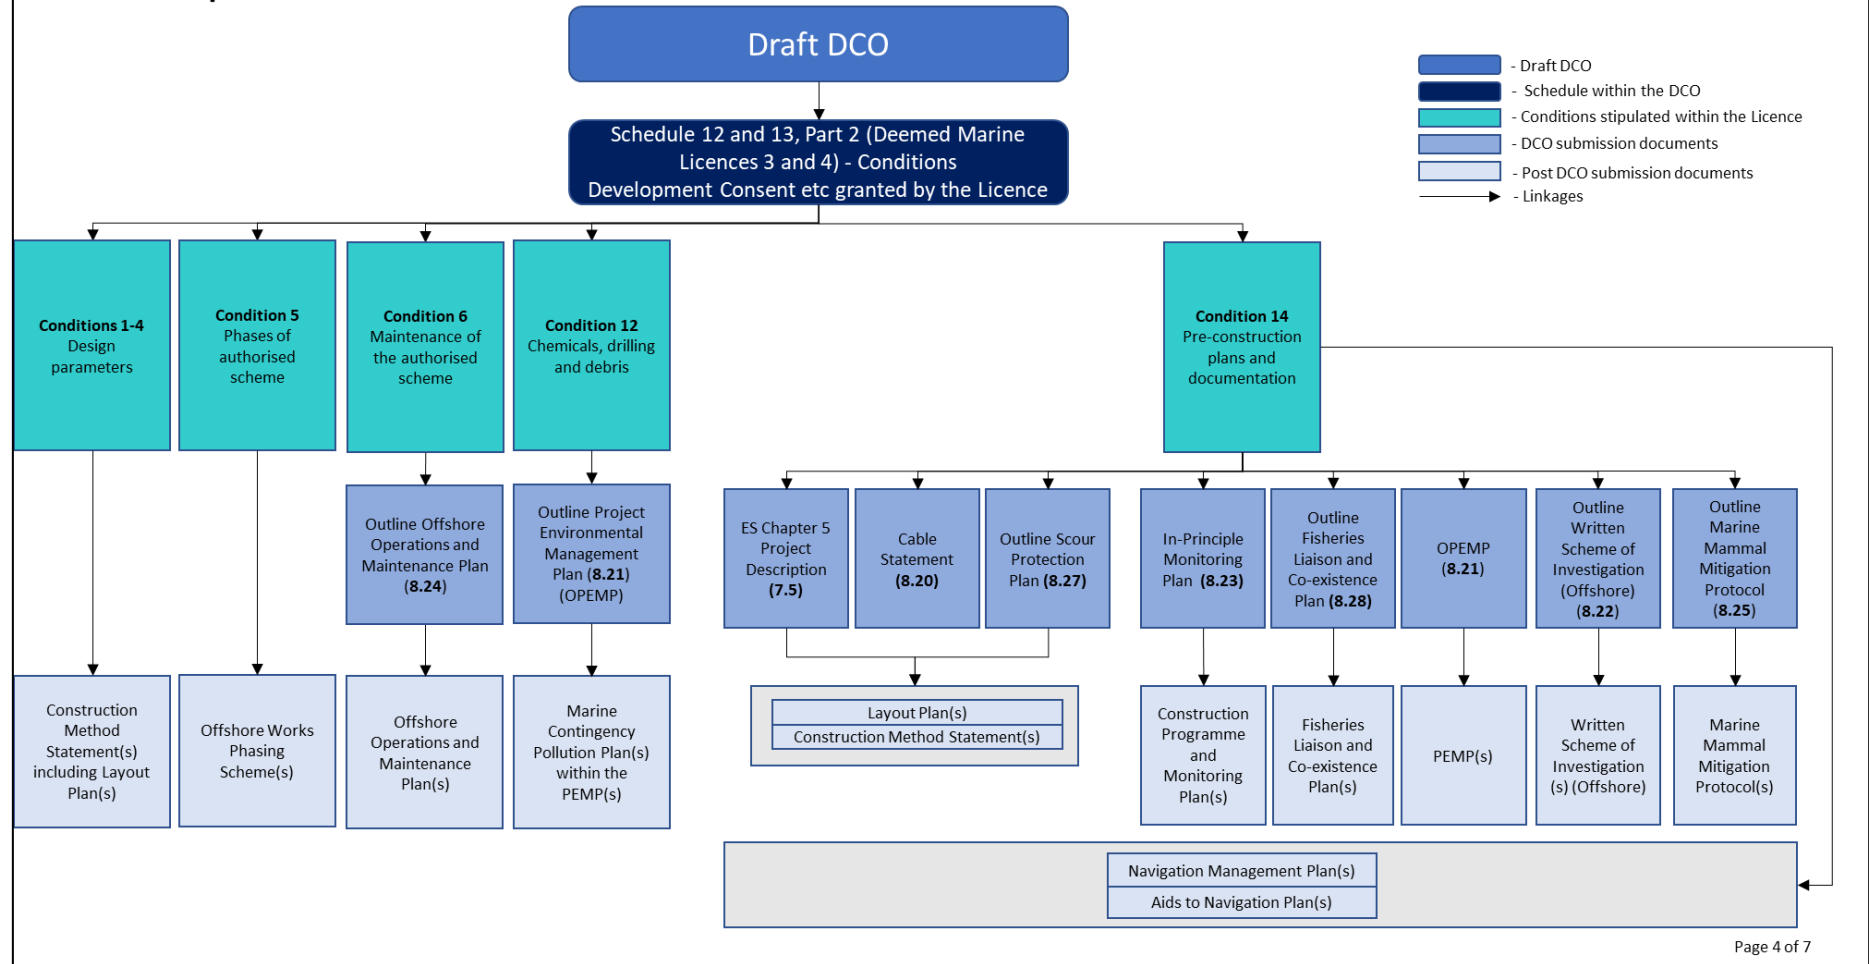 Draft DCO
- Draft DCO
- Schedule within the DCO
- Conditions stipulated within the Licence
- DCO submission documents
- Post DCO submission documents
- Linkages
Schedule 12 and 13, Part 2 (Deemed Marine
Licences 3 and 4) - Conditions
Development Consent etc granted by the Licence
Conditions 1-4
Design
parameters
Condition 5
Phases of
authorised
scheme
Condition 6
Maintenance of
the authorised
scheme
Condition 12
Chemicals, drilling
and debris
Condition 14
Pre-construction
plans and
documentation
Outline Offshore
Operations and
Maintenance Plan
(8.24)
Outline Project
Environmental
Management
Plan (8.21)
(OPEMP)
ES Chapter 5
Project
Description
(7.5)
Cable
Statement
(8.20)
Outline Scour
Protection
Plan (8.27)
In-Principle
Monitoring
Plan (8.23)
Outline
Fisheries
Liaison and
Co-existence
Plan (8.28)
OPEMP
(8.21)
Outline
Written
Scheme of
Investigation
(Offshore)
(8.22)
Outline
Marine
Mammal
Mitigation
Protocol
(8.25)
Construction
Method
Statement(s)
including Layout
Plan(s)
Offshore Works
Phasing
Scheme(s)
Offshore
Operations and
Maintenance
Plan(s)
Marine
Contingency
Pollution Plan(s)
within the
PEMP(s)
Layout Plan(s)
Construction Method Statement(s)
Construction
Programme
and
Monitoring
Plan(s)
Fisheries
Liaison and
Co-existence
Plan(s)
PEMP(s)
Written
Scheme of
Investigation
(s) (Offshore)
Marine
Mammal
Mitigation
Protocol(s)
Navigation Management Plan(s)
Aids to Navigation Plan(s)
Page 4 of 7